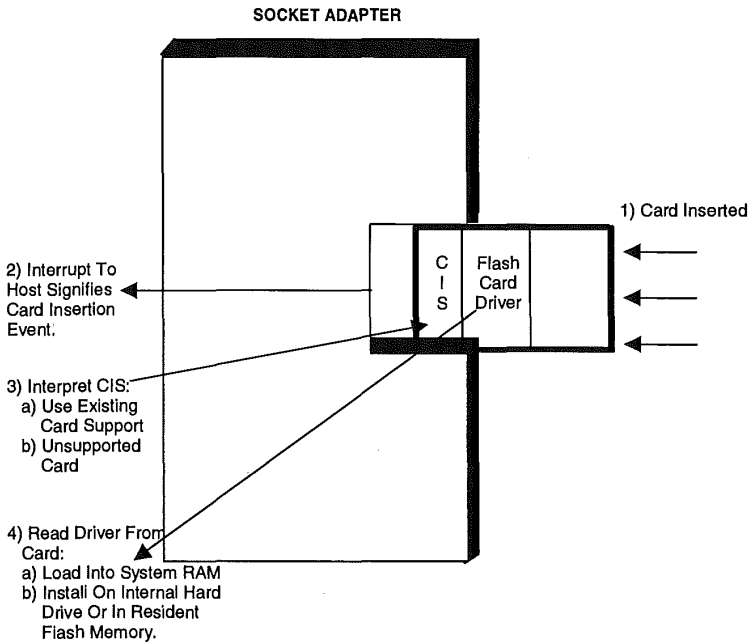 SOCKET ADAPTER
1) Card Inserted
C
I
S
Flash
Card
Driver
2) Interrupt To
Host Signifies
Card Insertion
Event.
3) Interpret CIS:
a) Use Existing
Card Support
b) Unsupported
Card
4) Read Driver From
Card:
a) Load Into System RAM
b) Install On Internal Hard
Drive Or In Resident
Flash Memory.